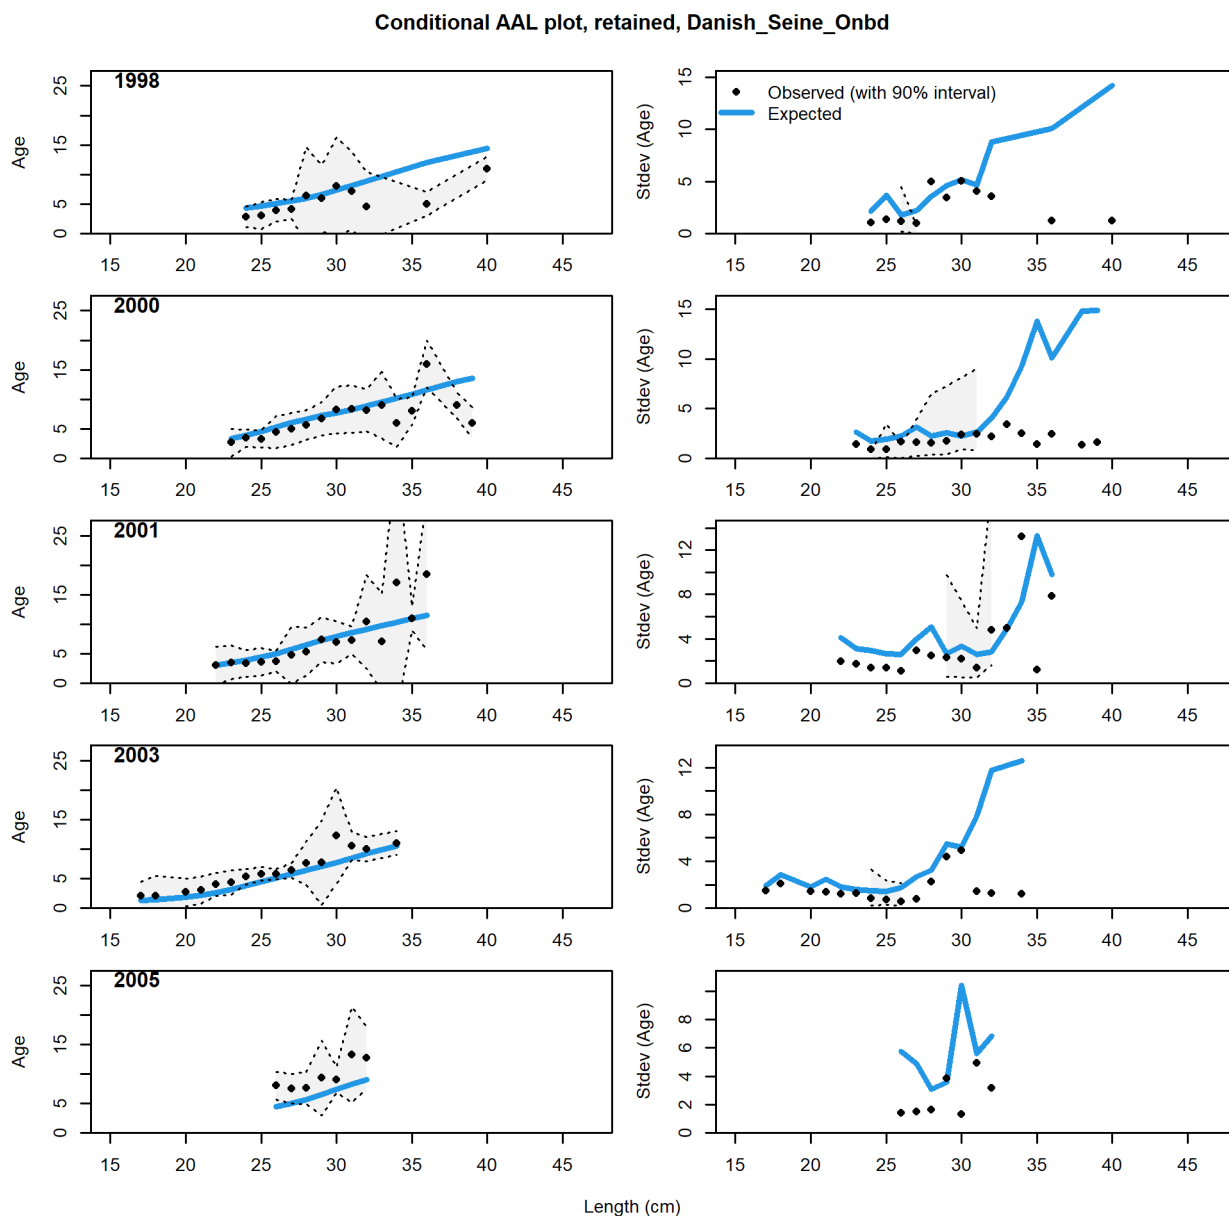 Conditional AAL plot, retained, Danish_Seine_Onbd
1998
Age
0 5 15 25
15 20 25 30 35 40 45
Observed (with 90% interval)
Expected
Stdev (Age)
0 5 10 15
15 20 25 30 35 40 45
2000
Age
0 5 15 25
15 20 25 30 35 40 45
Stdev (Age)
0 5 10 15
15 20 25 30 35 40 45
2001
Age
0 5 15 25
15 20 25 30 35 40 45
Stdev (Age)
0 4 8 12
15 20 25 30 35 40 45
2003
Age
0 5 15 25
15 20 25 30 35 40 45
Stdev (Age)
0 4 8 12
15 20 25 30 35 40 45
2005
Age
0 5 15 25
15 20 25 30 35 40 45
Stdev (Age)
0 2 4 6 8
15 20 25 30 35 40 45
Length (cm)